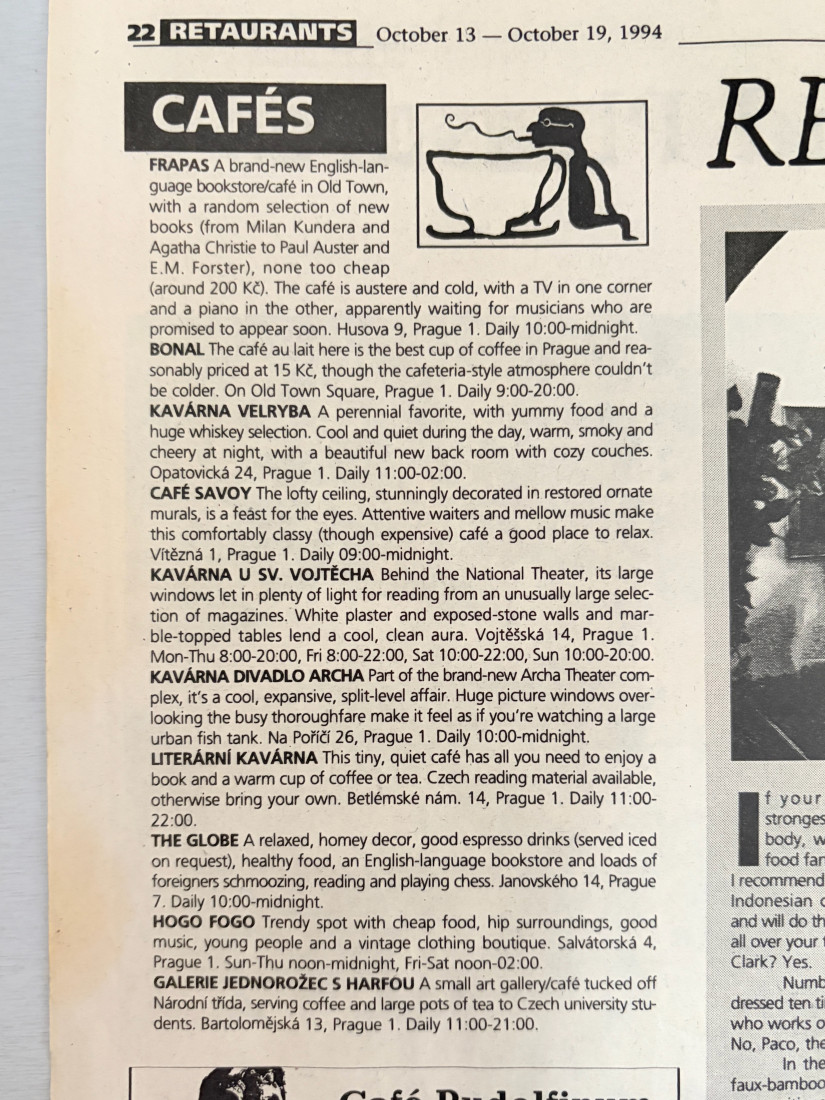 22 RETAURANTS October 13 — October 19, 1994
CAFÉS
FRAPAS A brand-new English-lan-
guage bookstore/café in Old Town,
with a random selection of new
books (from Milan Kundera and
Agatha Christie to Paul Auster and
E.M. Forster), none too cheap
(around 200 Kč). The café is austere and cold, with a TV in one corner
and a piano in the other, apparently waiting for musicians who are
promised to appear soon. Husova 9, Prague 1. Daily 10:00-midnight.
BONAL The café au lait here is the best cup of coffee in Prague and rea-
sonably priced at 15 Kč, though the cafeteria-style atmosphere couldn't
be colder. On Old Town Square, Prague 1. Daily 9:00-20:00.
KAVÁRNA VELRYBA A perennial favorite, with yummy food and a
huge whiskey selection. Cool and quiet during the day, warm, smoky and
cheery at night, with a beautiful new back room with cozy couches.
Opatovická 24, Prague 1. Daily 11:00-02:00.
CAFÉ SAVOY The lofty ceiling, stunningly decorated in restored ornate
murals, is a feast for the eyes. Attentive waiters and mellow music make
this comfortably classy (though expensive) café a good place to relax.
Vítězná 1, Prague 1. Daily 09:00-midnight.
KAVÁRNA U SV. VOJTĚCHA Behind the National Theater, its large
windows let in plenty of light for reading from an unusually large selec-
tion of magazines. White plaster and exposed-stone walls and mar-
ble-topped tables lend a cool, clean aura. Vojtěšská 14, Prague 1.
Mon-Thu 8:00-20:00, Fri 8:00-22:00, Sat 10:00-22:00, Sun 10:00-20:00.
KAVÁRNA DIVADLO ARCHA Part of the brand-new Archa Theater com-
plex, it's a cool, expansive, split-level affair. Huge picture windows over-
looking the busy thoroughfare make it feel as if you're watching a large
urban fish tank. Na Poříčí 26, Prague 1. Daily 10:00-midnight.
LITERÁRNÍ KAVÁRNA This tiny, quiet café has all you need to enjoy a
book and a warm cup of coffee or tea. Czech reading material available,
otherwise bring your own. Betlémské nám. 14, Prague 1. Daily 11:00-
22:00.
THE GLOBE A relaxed, homey decor, good espresso drinks (served iced
on request), healthy food, an English-language bookstore and loads of
foreigners schmoozing, reading and playing chess. Janovského 14, Prague
7. Daily 10:00-midnight.
HOGO FOGO Trendy spot with cheap food, hip surroundings, good
music, young people and a vintage clothing boutique. Salvátorská 4,
Prague 1. Sun-Thu noon-midnight, Fri-Sat noon-02:00.
GALERIE JEDNOROŽEC S HARFOU A small art gallery/café tucked off
Národní třída, serving coffee and large pots of tea to Czech university stu-
dents. Bartolomějská 13, Prague 1. Daily 11:00-21:00.
Café Rudolfinum
RE
If your
stronges
body, w
food far
I recommend
Indonesian c
and will do th
all over your
Clark? Yes.
Numb
dressed ten ti
who works o
No, Paco, the
In the
faux-bamboo